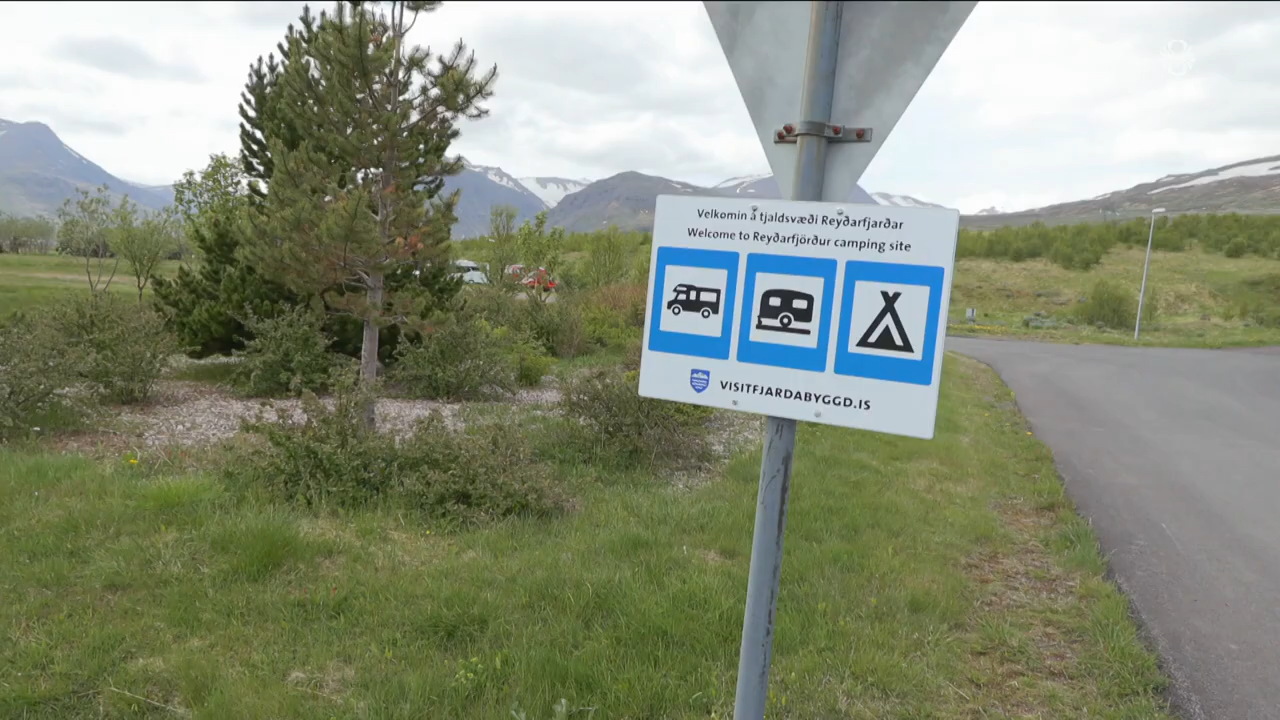 Velkomin á tjaldsvæði Reyðarfjarðar
Welcome to Reyðarfjörður camping site
VISITFJARDABYGGD.IS